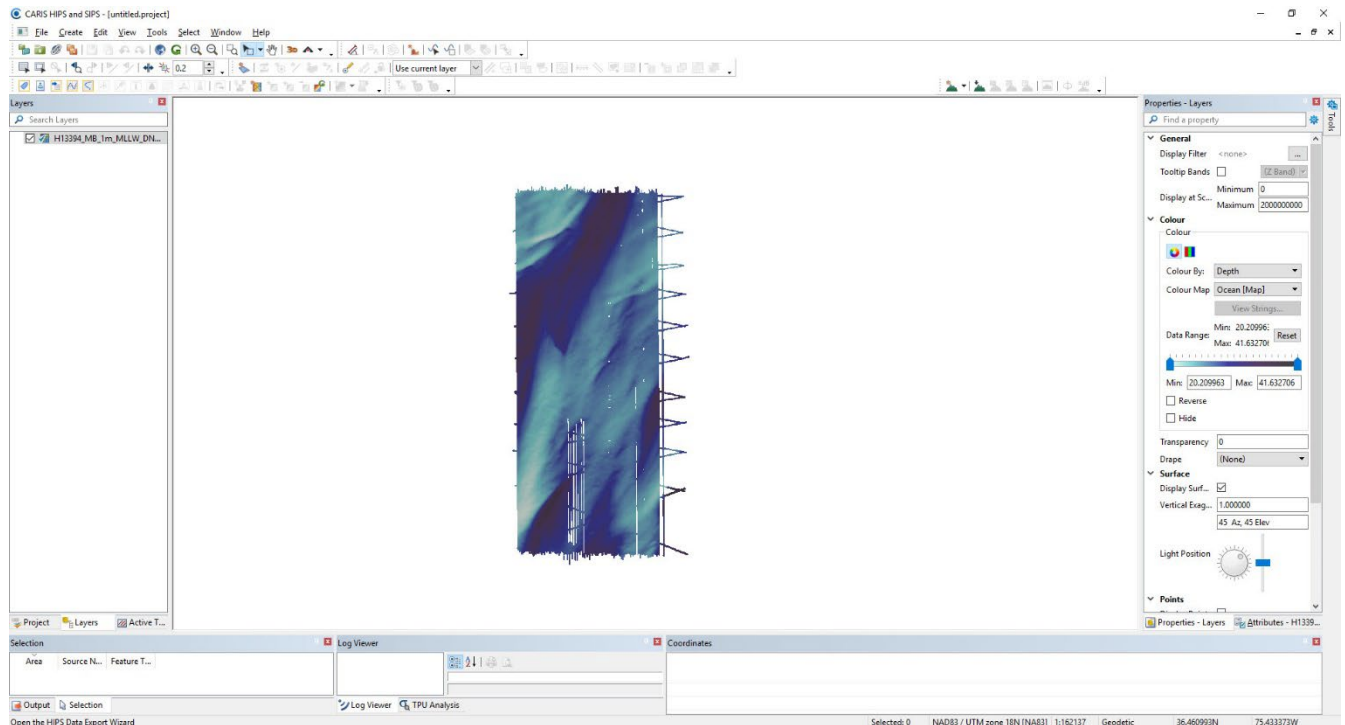 CARIS HIPS and SIPS - [untitled.project]
File Create Edit View Tools Select Window Help
0.2 Use current layer
Layers
Search Layers
H13394_MB_1m_MLLW_DN...
Project Layers Active T...
Properties - Layers
Tools
Find a property
General
Display Filter <none> ...
Tooltip Bands (Z Band)
Display at Sc... Minimum 0
Maximum 2000000000
Colour
Colour
Colour By: Depth
Colour Map Ocean [Map]
View Strings...
Data Range: Min: 20.20996: Reset
Max: 41.63270
Min: 20.209963 Max: 41.632706
Reverse
Hide
Transparency 0
Drape (None)
Surface
Display Surf...
Vertical Exag... 1.000000
45 Az, 45 Elev
Light Position
Points
Properties - Layers Attributes - H1339...
Selection
Area Source N... Feature T...
Output Selection
Log Viewer
Log Viewer TPU Analysis
Coordinates
Open the HIPS Data Export Wizard
Selected: 0 NAD83 / UTM zone 18N [NA83] 1:162137 Geodetic 36.460993N 75.433373W